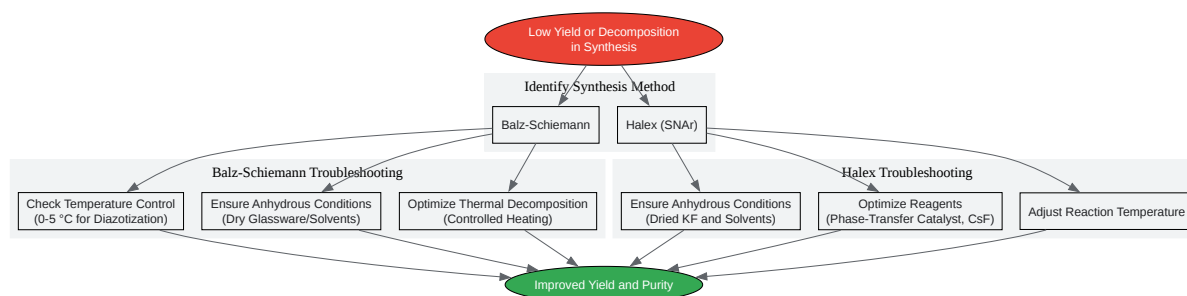 Low Yield or Decomposition
in Synthesis
Identify Synthesis Method
Balz-Schiemann
Halex (SNAr)
Balz-Schiemann Troubleshooting
Halex Troubleshooting
Check Temperature Control
(0-5 °C for Diazotization)
Ensure Anhydrous Conditions
(Dry Glassware/Solvents)
Optimize Thermal Decomposition
(Controlled Heating)
Ensure Anhydrous Conditions
(Dried KF and Solvents)
Optimize Reagents
(Phase-Transfer Catalyst, CsF)
Adjust Reaction Temperature
Improved Yield and Purity